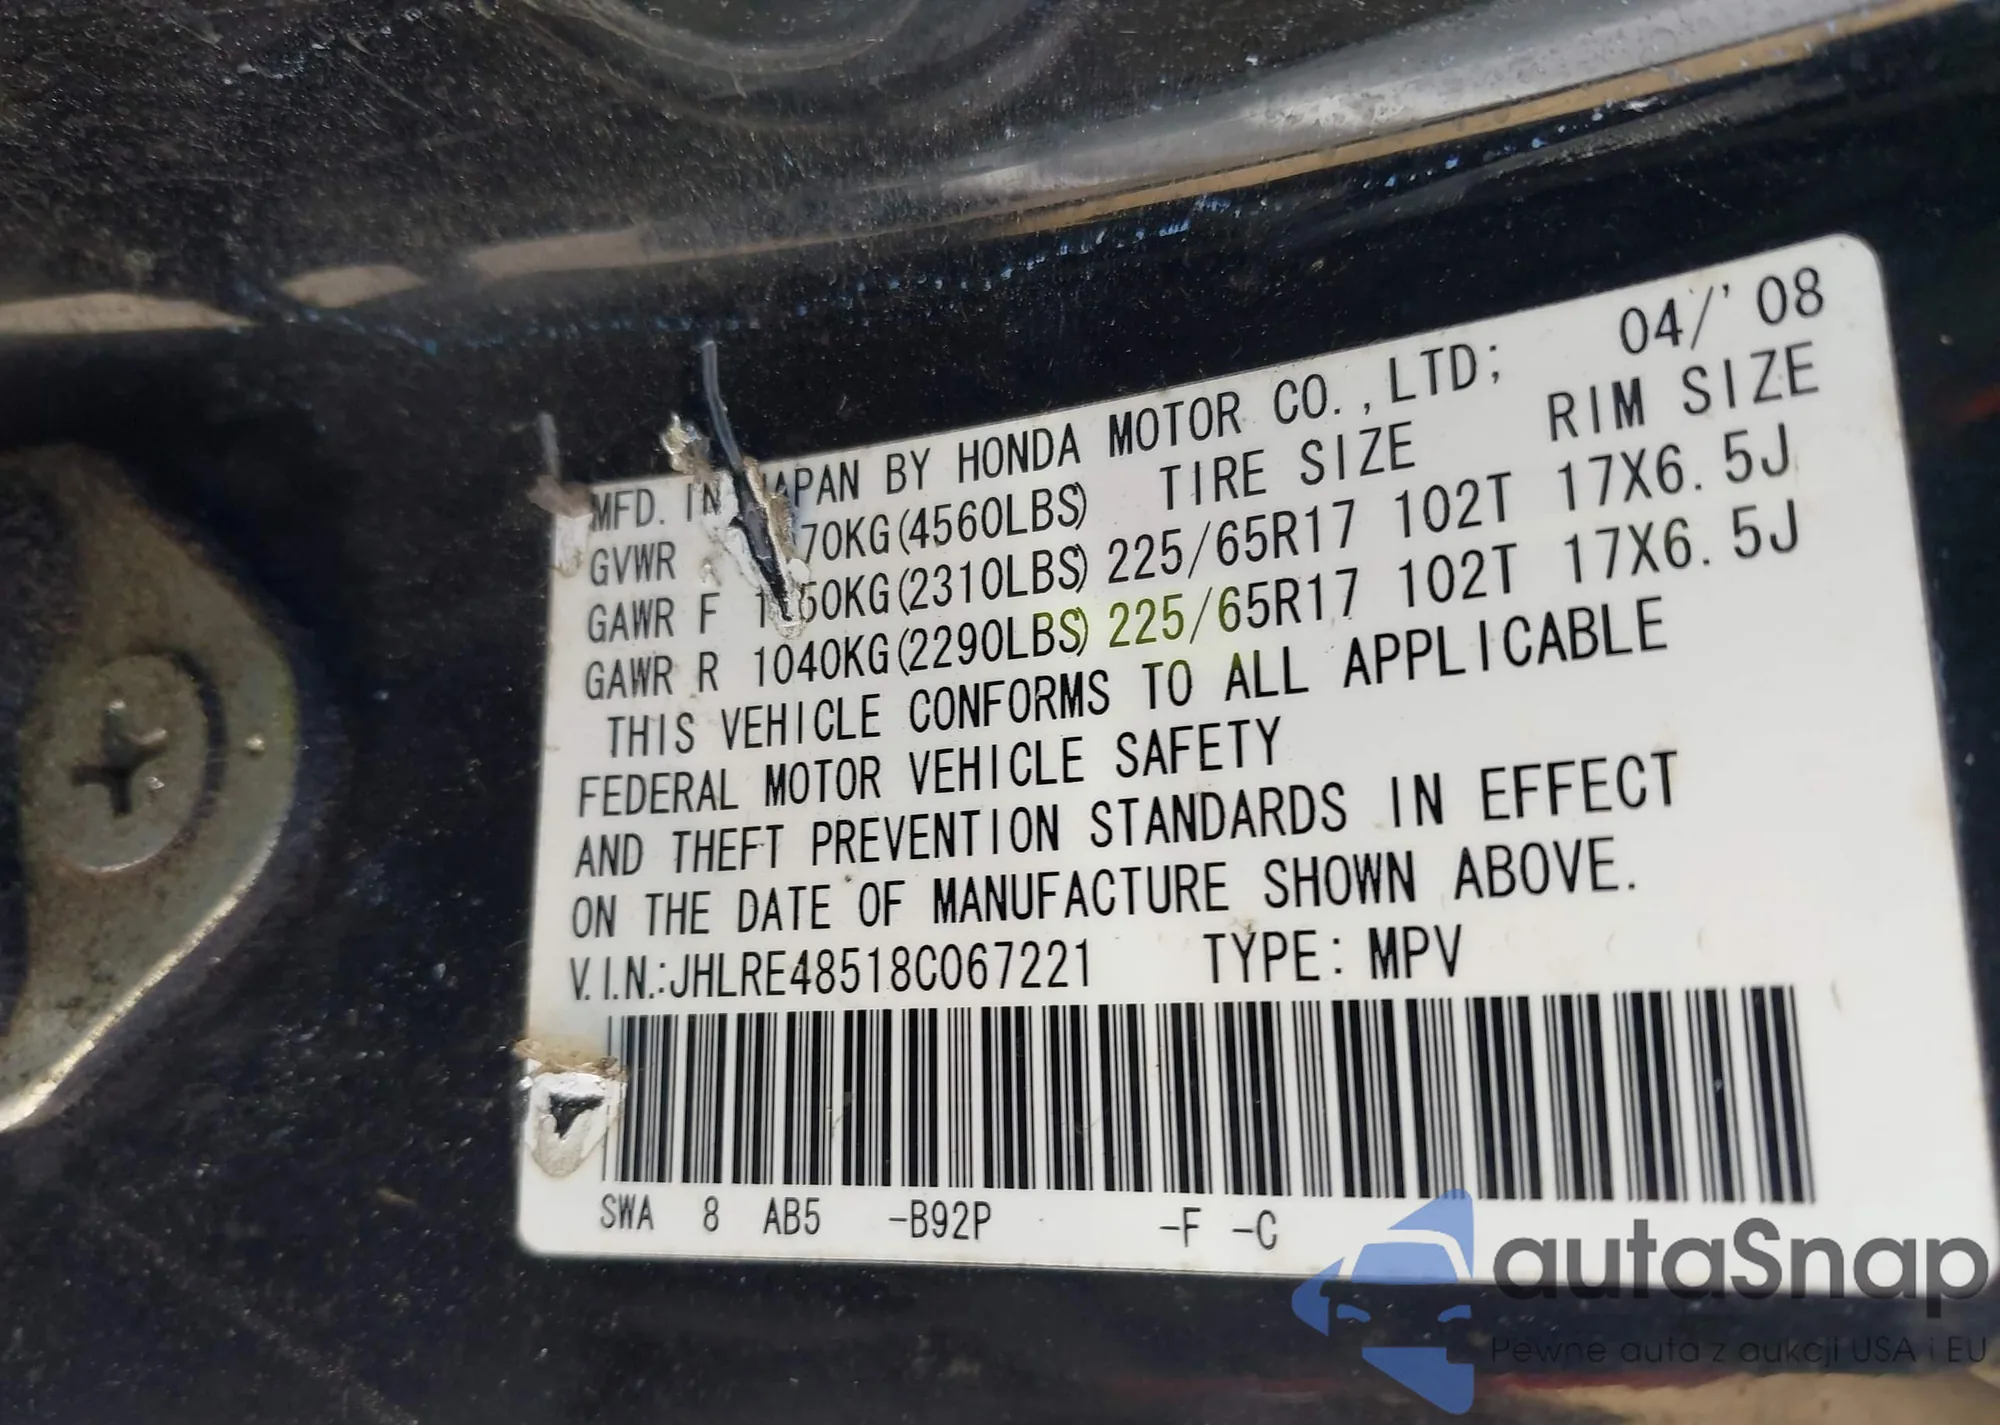 MFD. IN JAPAN BY HONDA MOTOR CO.,LTD; 04/'08
GVWR 70KG(4560LBS) TIRE SIZE RIM SIZE
GAWR F (2310LBS) 225/65R17 102T 17X6.5J
GAWR R 1040KG(2290LBS) 225/65R17 102T 17X6.5J
THIS VEHICLE CONFORMS TO ALL APPLICABLE
FEDERAL MOTOR VEHICLE SAFETY
AND THEFT PREVENTION STANDARDS IN EFFECT
ON THE DATE OF MANUFACTURE SHOWN ABOVE.
V.I.N.:JHLRE48518C067221 TYPE: MPV
SWA 8 AB5 -B92P -F -C
autaSnap
Pewne auta z aukcji USA i EU